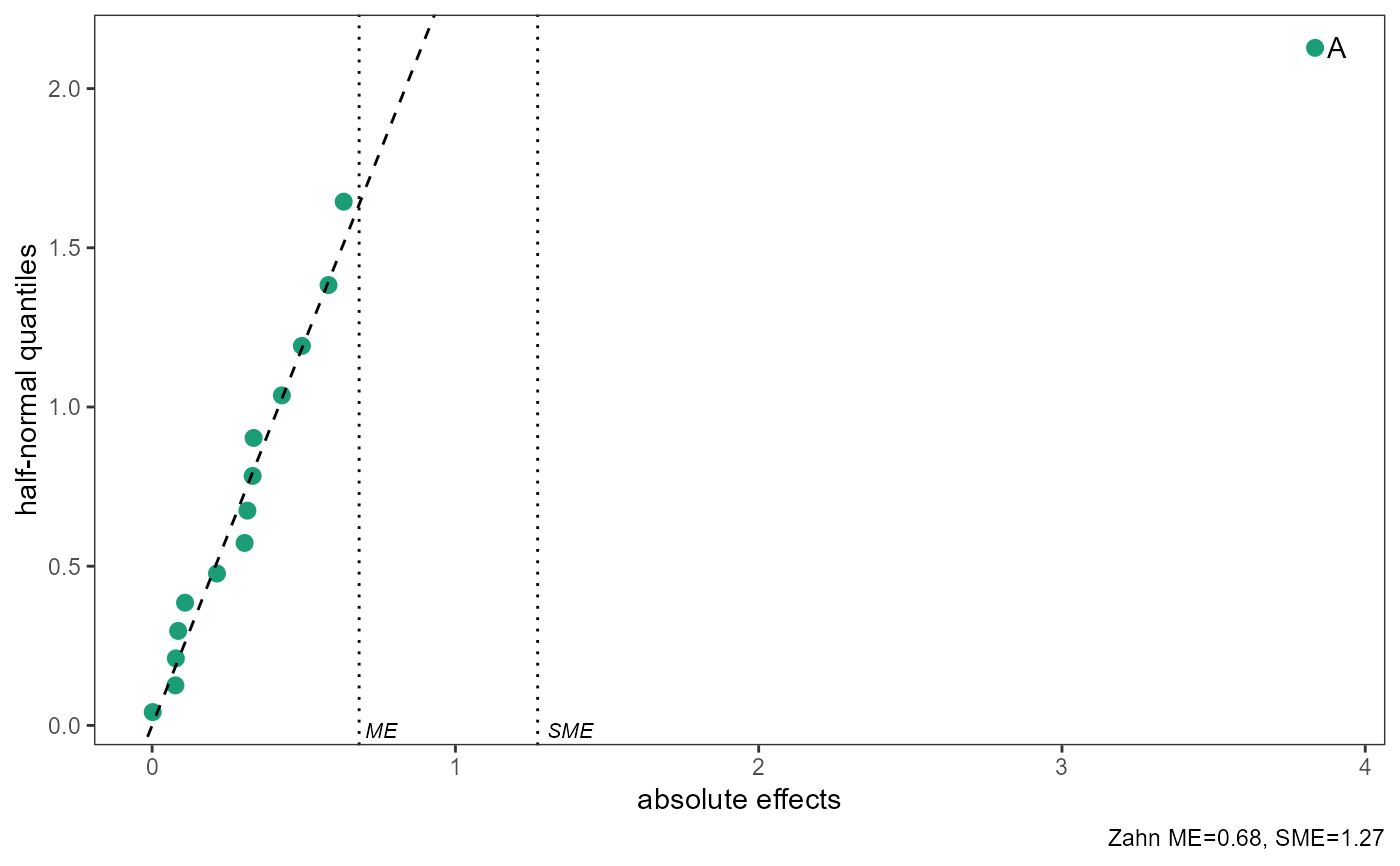 A
2.0
1.5
1.0
0.5
0.0
half-normal quantiles
ME
SME
0
1
2
3
4
absolute effects
Zahn ME=0.68, SME=1.27